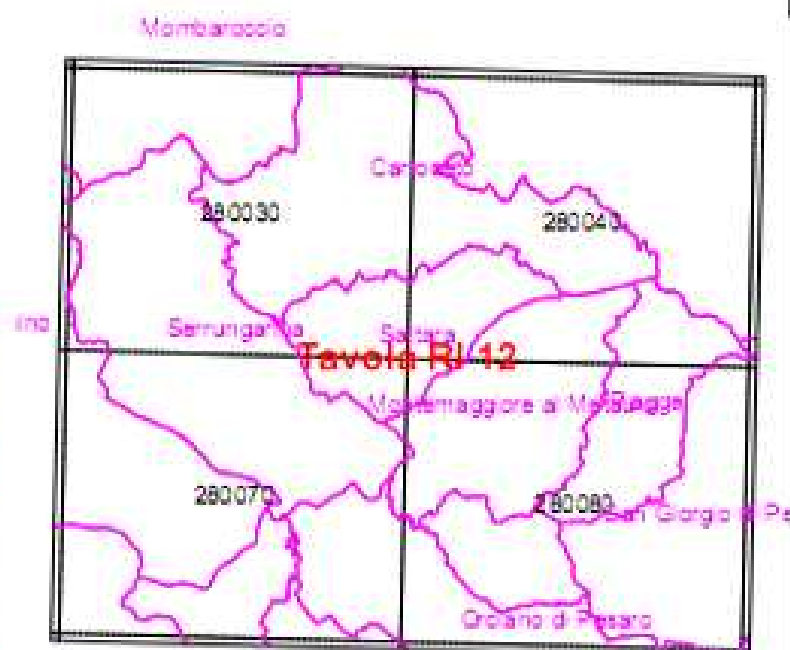 Mombaroccio
280030
280040
Serrungarina
Saltara
Tavola RI 12
Montemaggiore al Metauro
280070
280080
San Giorgio di Pe
Orciano di Pesaro